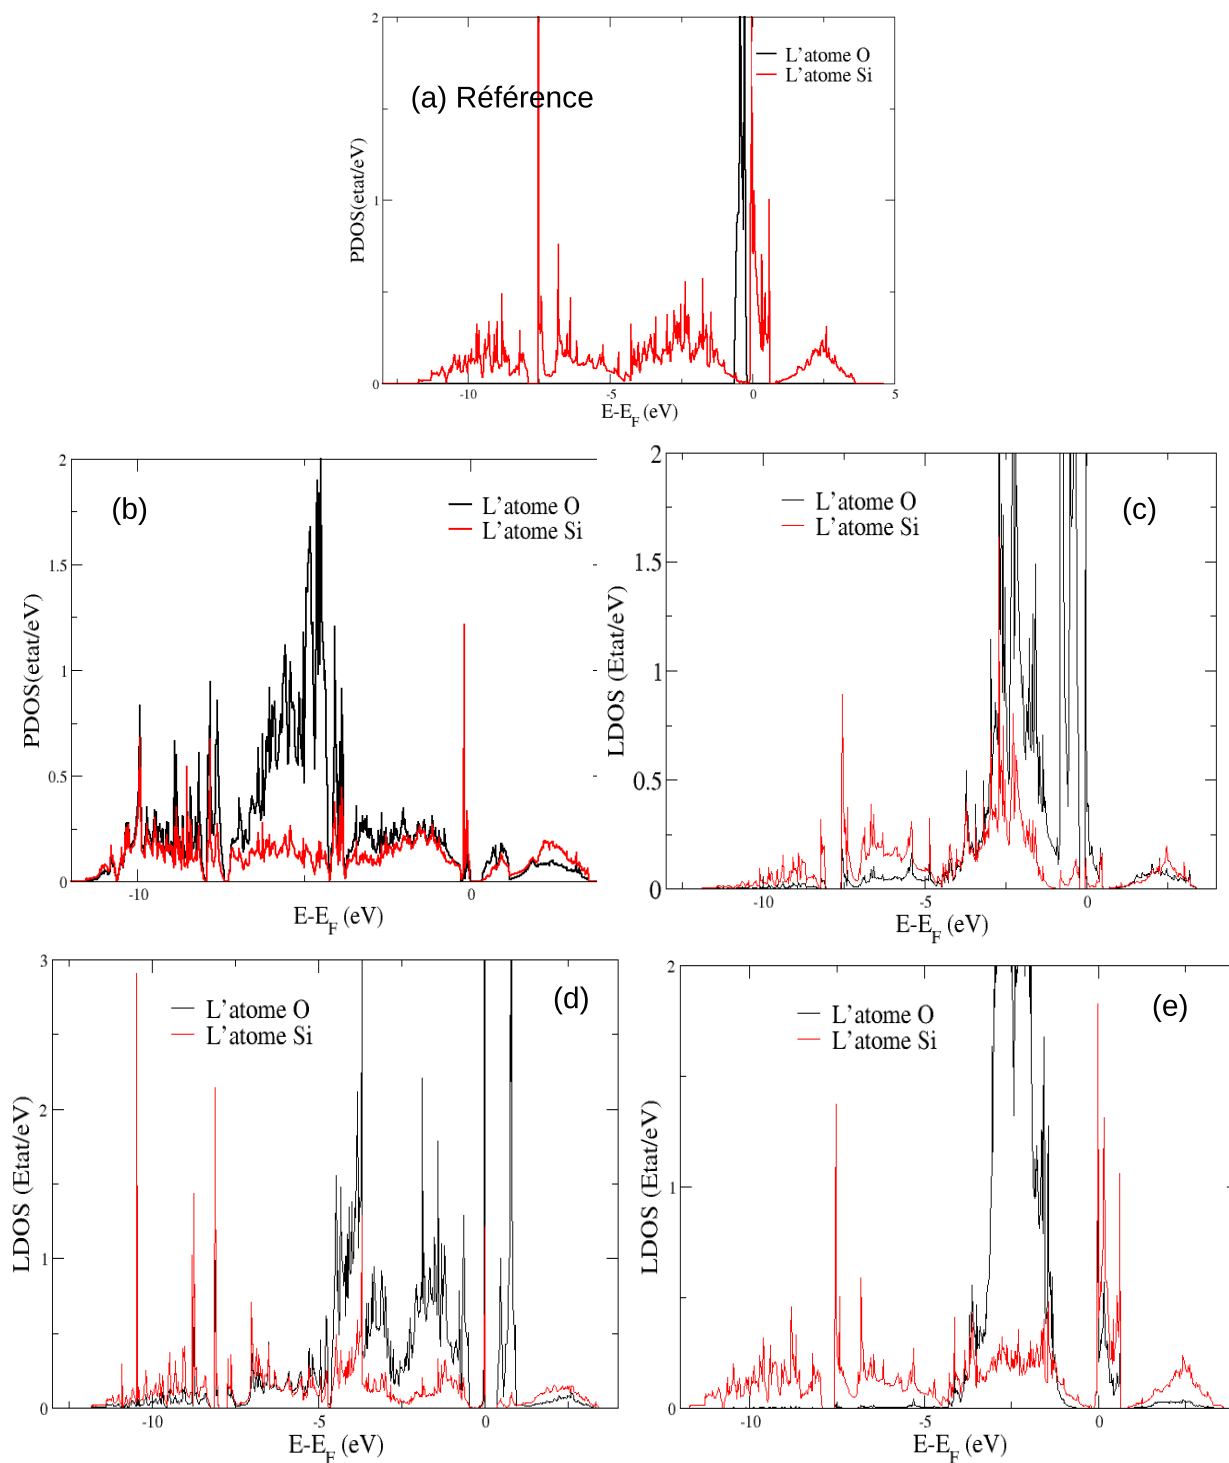 2
L'atome O
L'atome Si
(a) Référence
PDOS(etat/eV)
1
0
-10
-5
0
5
E-E_F (eV)
2
(b)
L'atome O
L'atome Si
1.5
PDOS(etat/eV)
1
0.5
0
-10
0
E-E_F (eV)
2
L'atome O
L'atome Si
(c)
1.5
LDOS (Etat/eV)
1
0.5
0
-10
-5
0
E-E_F (eV)
3
L'atome O
L'atome Si
(d)
2
LDOS (Etat/eV)
1
0
-10
-5
0
E-E_F (eV)
2
L'atome O
L'atome Si
(e)
LDOS (Etat/eV)
1
0
-10
-5
0
E-E_F (eV)